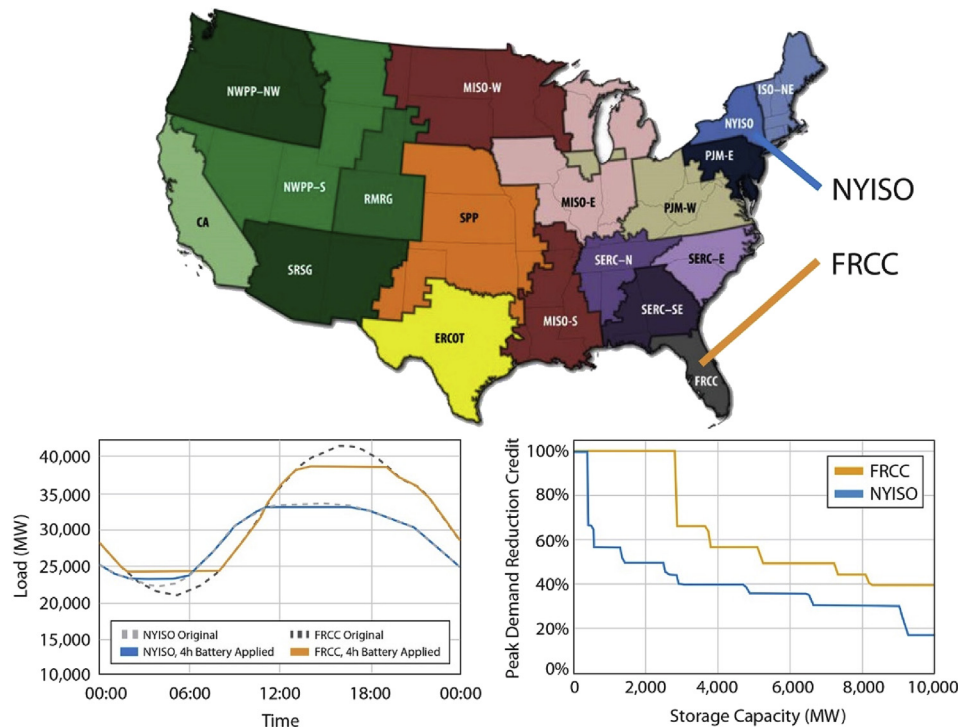 NWPP–NW
MISO-W
ISO–NE
NYISO
PJM-E
NYISO
NWPP–S
RMRG
MISO-E
PJM-W
CA
SPP
SERC–N
SERC–E
FRCC
SRSG
SERC–SE
MISO-S
ERCOT
FRCC
Load (MW)
40,000
35,000
30,000
25,000
20,000
15,000
10,000
NYISO Original
FRCC Original
NYISO, 4h Battery Applied
FRCC, 4h Battery Applied
00:00 06:00 12:00 18:00 00:00
Time
Peak Demand Reduction Credit
100%
80%
60%
40%
20%
0%
FRCC
NYISO
0 2,000 4,000 6,000 8,000 10,000
Storage Capacity (MW)